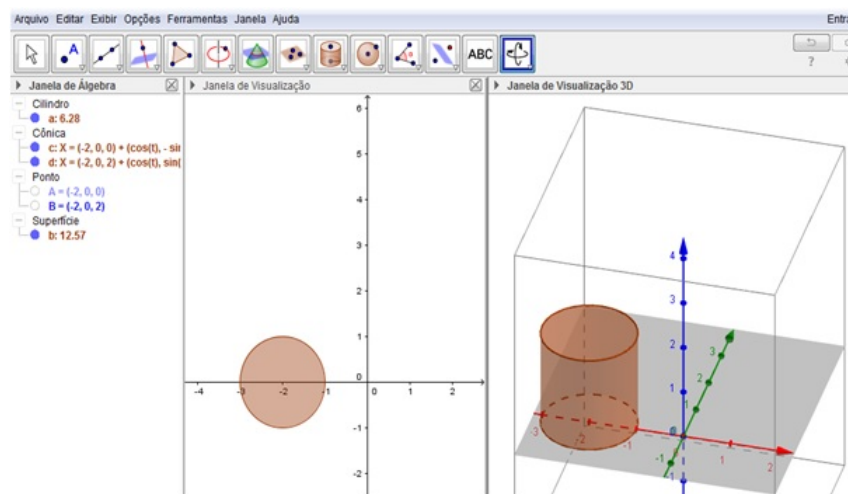 Arquivo Editar Exibir Opções Ferramentas Janela Ajuda Entra
A ABC
?
Janela de Álgebra Janela de Visualização Janela de Visualização 3D
Cilindro
a: 6.28
Cônica
c: X = (-2, 0, 0) + (cos(t), - sin
d: X = (-2, 0, 2) + (cos(t), sin(
Ponto
A = (-2, 0, 0)
B = (-2, 0, 2)
Superfície
b: 12.57
6
5
4
3
2
1
0
-4 -3 -2 -1 0 1 2
-1
-2
4
3
2
1
0
-1
3
2
1
-1
-3 -2 -1 0 1 2